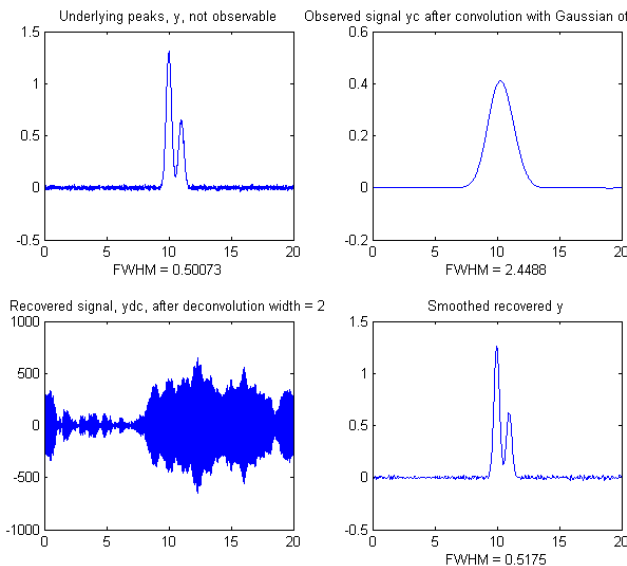 Underlying peaks, y, not observable
1.5
1
0.5
0
-0.5
0 5 10 15 20
FWHM = 0.50073
Observed signal yc after convolution with Gaussian of
0.6
0.4
0.2
0
-0.2
0 5 10 15 20
FWHM = 2.4488
Recovered signal, ydc, after deconvolution width = 2
1000
500
0
-500
-1000
0 5 10 15 20
Smoothed recovered y
1.5
1
0.5
0
-0.5
0 5 10 15 20
FWHM = 0.5175